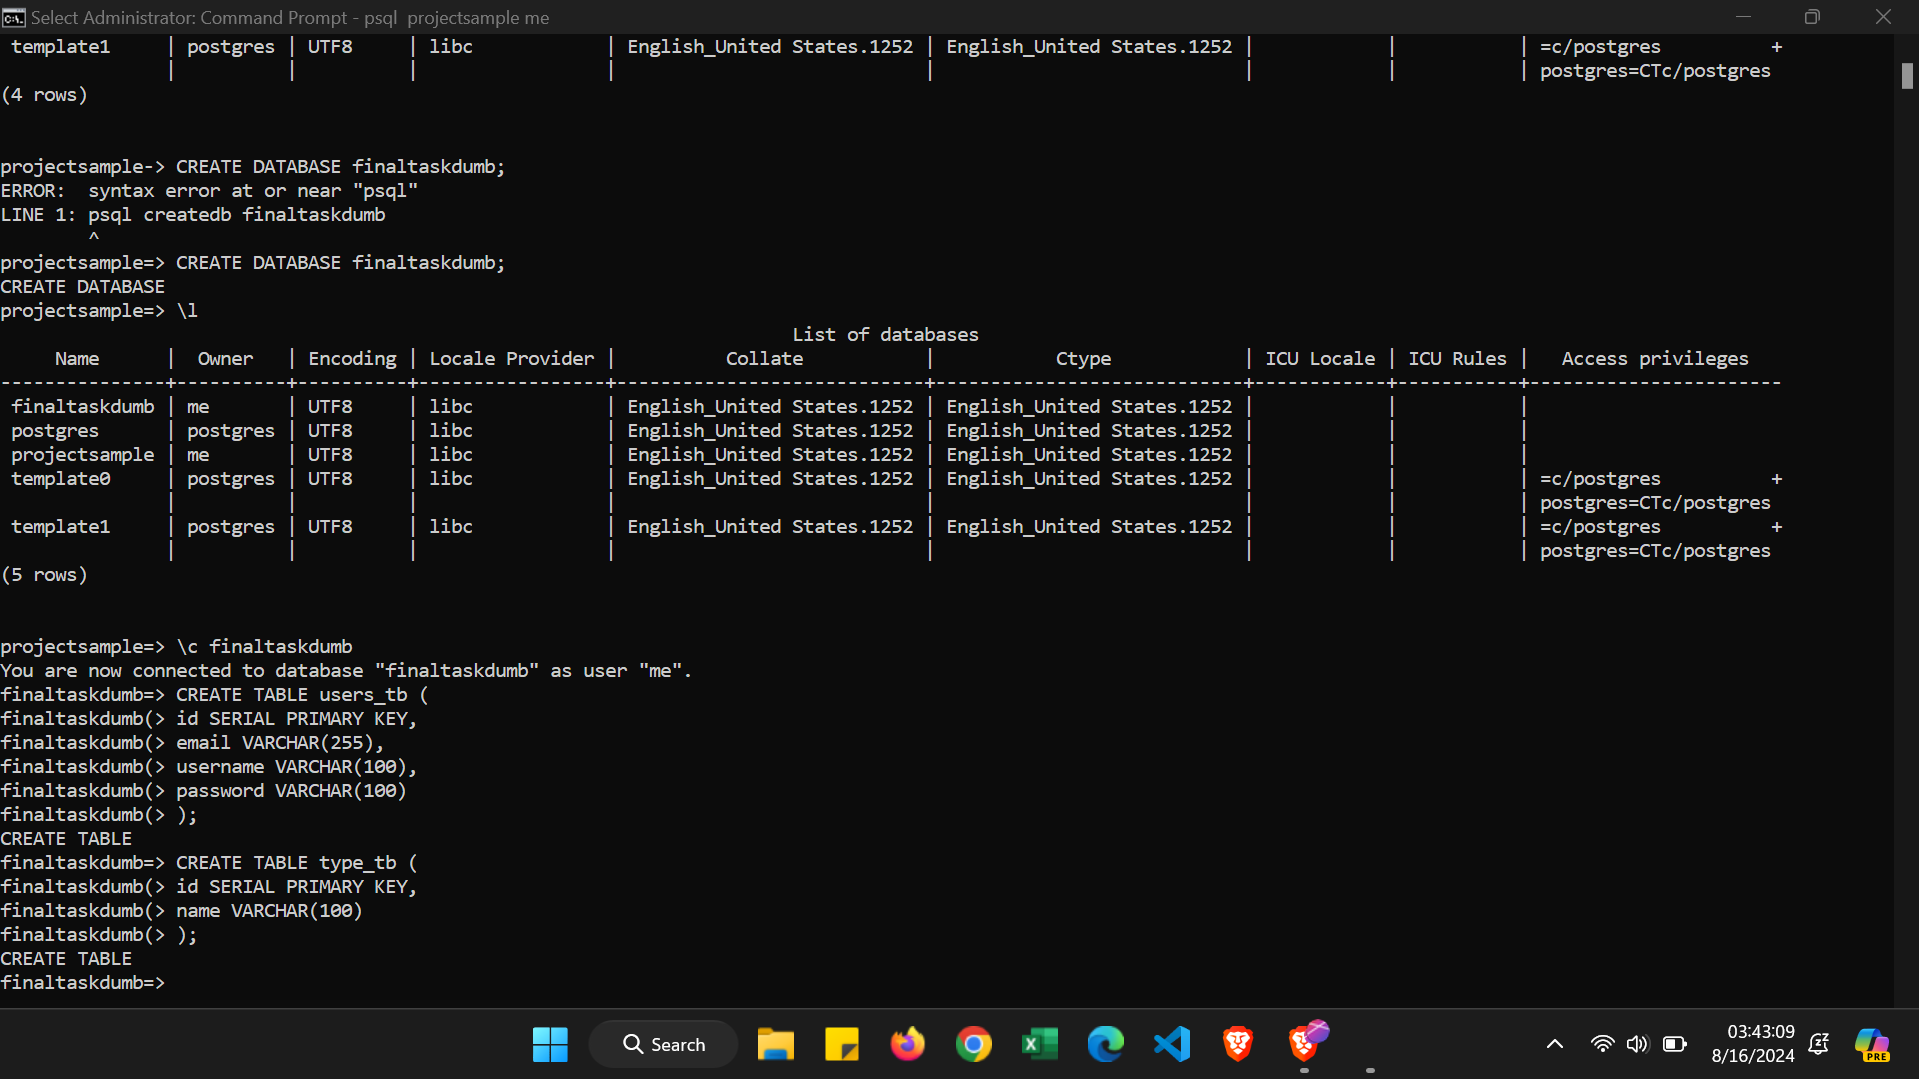 Select Administrator: Command Prompt - psql  projectsample me
 template1     | postgres | UTF8     | libc            | English_United States.1252 | English_United States.1252 |            |           | =c/postgres          +
               |          |          |                 |                            |                            |            |           | postgres=CTc/postgres
(4 rows)
projectsample-> CREATE DATABASE finaltaskdumb;
ERROR:  syntax error at or near "psql"
LINE 1: psql createdb finaltaskdumb
        ^
projectsample=> CREATE DATABASE finaltaskdumb;
CREATE DATABASE
projectsample=> \l
                                                                        List of databases
     Name      |  Owner   | Encoding | Locale Provider |          Collate           |           Ctype            | ICU Locale | ICU Rules |   Access privileges
---------------+----------+----------+-----------------+----------------------------+----------------------------+------------+-----------+-----------------------
 finaltaskdumb | me       | UTF8     | libc            | English_United States.1252 | English_United States.1252 |            |           |
 postgres      | postgres | UTF8     | libc            | English_United States.1252 | English_United States.1252 |            |           |
 projectsample | me       | UTF8     | libc            | English_United States.1252 | English_United States.1252 |            |           |
 template0     | postgres | UTF8     | libc            | English_United States.1252 | English_United States.1252 |            |           | =c/postgres          +
               |          |          |                 |                            |                            |            |           | postgres=CTc/postgres
 template1     | postgres | UTF8     | libc            | English_United States.1252 | English_United States.1252 |            |           | =c/postgres          +
               |          |          |                 |                            |                            |            |           | postgres=CTc/postgres
(5 rows)
projectsample=> \c finaltaskdumb
You are now connected to database "finaltaskdumb" as user "me".
finaltaskdumb=> CREATE TABLE users_tb (
finaltaskdumb(> id SERIAL PRIMARY KEY,
finaltaskdumb(> email VARCHAR(255),
finaltaskdumb(> username VARCHAR(100),
finaltaskdumb(> password VARCHAR(100)
finaltaskdumb(> );
CREATE TABLE
finaltaskdumb=> CREATE TABLE type_tb (
finaltaskdumb(> id SERIAL PRIMARY KEY,
finaltaskdumb(> name VARCHAR(100)
finaltaskdumb(> );
CREATE TABLE
finaltaskdumb=>
Search
03:43:09
8/16/2024
PRE